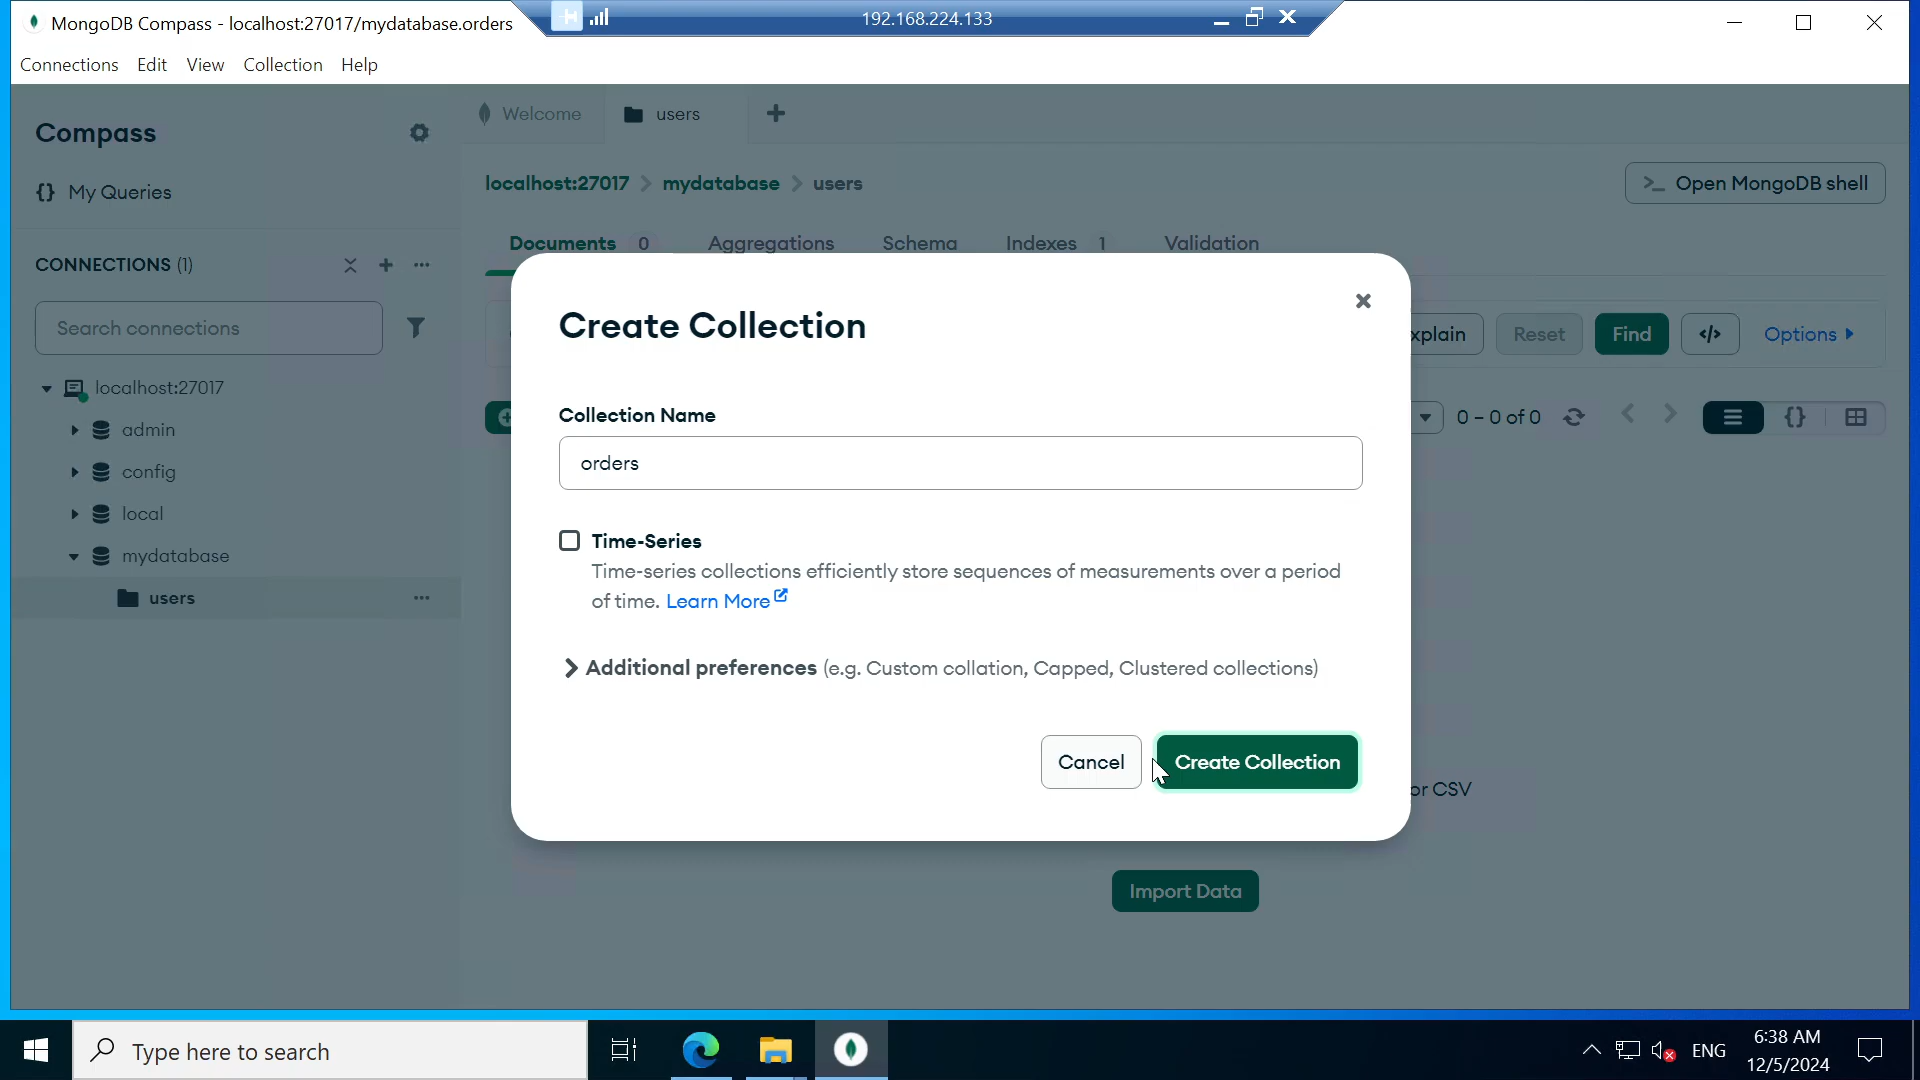 MongoDB Compass - localhost:27017/mydatabase.orders
192.168.224.133
Connections Edit View Collection Help
Compass
Welcome
users
My Queries
localhost:27017 > mydatabase > users
>_ Open MongoDB shell
CONNECTIONS (1)
Documents 0 Aggregations Schema Indexes 1 Validation
Search connections
xplain Reset Find </> Options
Create Collection
localhost:27017
Collection Name
0 – 0 of 0
admin
orders
config
local
Time-Series
mydatabase
Time-series collections efficiently store sequences of measurements over a period
of time. Learn More
users
Additional preferences (e.g. Custom collation, Capped, Clustered collections)
Cancel
Create Collection
or CSV
Import Data
Type here to search
ENG
6:38 AM
12/5/2024